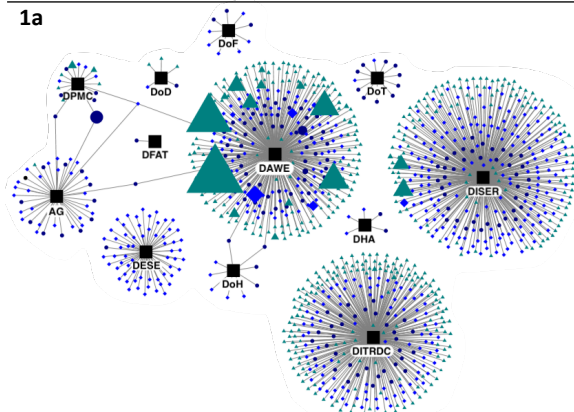 1a
DoF
DPMC
DoD
DoT
DFAT
DAWE
DISER
AG
DHA
DESE
DoH
DITRDC